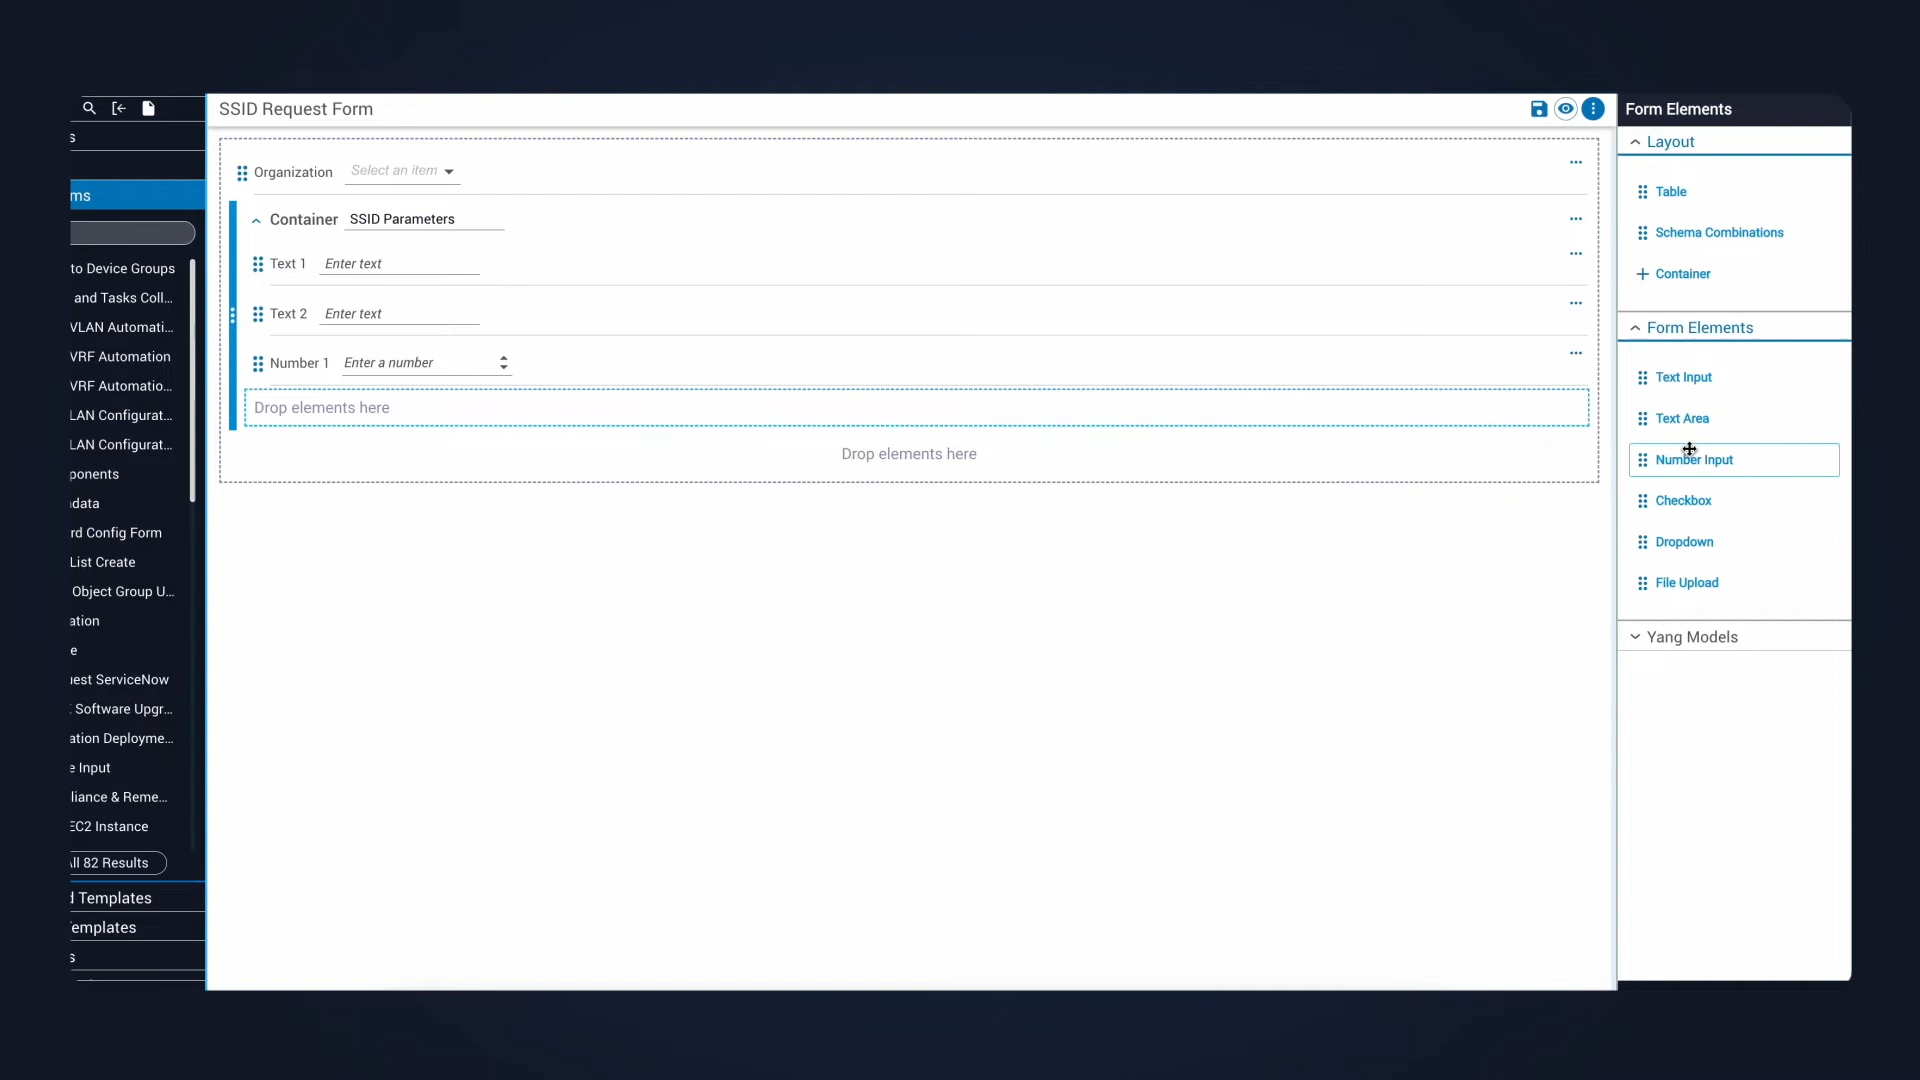 SSID Request Form
Form Elements
s
ms
to Device Groups
and Tasks Coll...
VLAN Automati...
VRF Automation
VRF Automatio...
LAN Configurat...
LAN Configurat...
ponents
data
rd Config Form
List Create
Object Group U...
ation
e
uest ServiceNow
Software Upgr...
ation Deployme...
e Input
liance & Reme...
EC2 Instance
All 82 Results
d Templates
Templates
s
Organization Select an item
Container SSID Parameters
Text 1 Enter text
Text 2 Enter text
Number 1 Enter a number
Drop elements here
Drop elements here
Layout
Table
Schema Combinations
Container
Form Elements
Text Input
Text Area
Number Input
Checkbox
Dropdown
File Upload
Yang Models